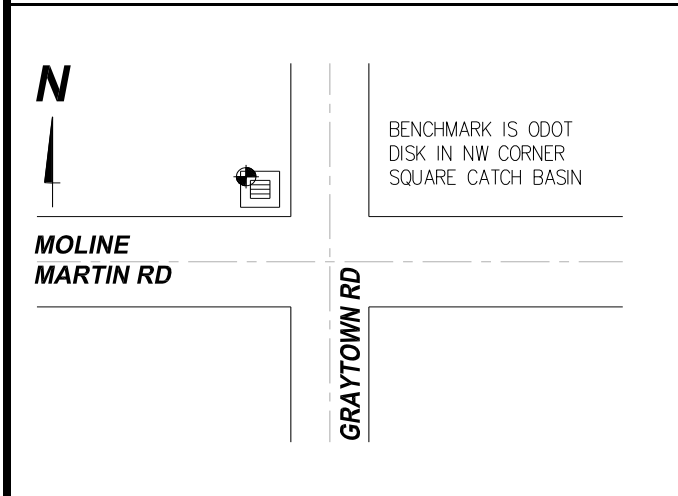 N
BENCHMARK IS ODOT
DISK IN NW CORNER
SQUARE CATCH BASIN
MOLINE
MARTIN RD
GRAYTOWN RD